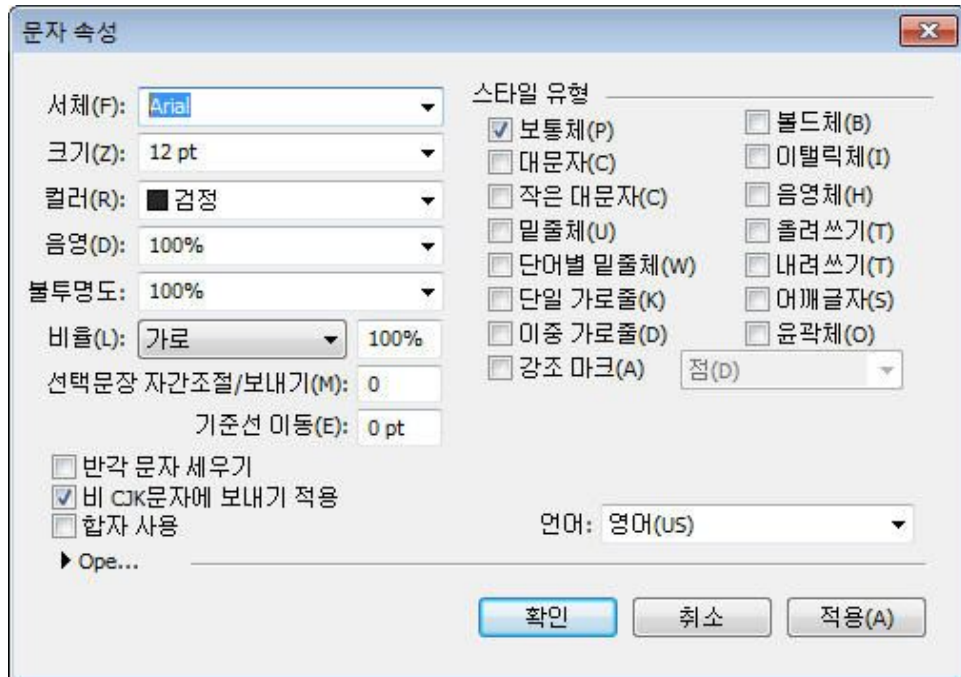 문자 속성
서체(F): Arial
크기(Z): 12 pt
컬러(R): 검정
음영(D): 100%
불투명도: 100%
비율(L): 가로 100%
선택문장 자간조절/보내기(M): 0
기준선 이동(E): 0 pt
반각 문자 세우기
비 CJK문자에 보내기 적용
합자 사용
Ope...
스타일 유형
보통체(P)
대문자(C)
작은 대문자(C)
밑줄체(U)
단어별 밑줄체(W)
단일 가로줄(K)
이중 가로줄(D)
강조 마크(A) 점(D)
볼드체(B)
이탤릭체(I)
음영체(H)
올려쓰기(T)
내려쓰기(T)
어깨글자(S)
윤곽체(O)
언어: 영어(US)
확인 취소 적용(A)